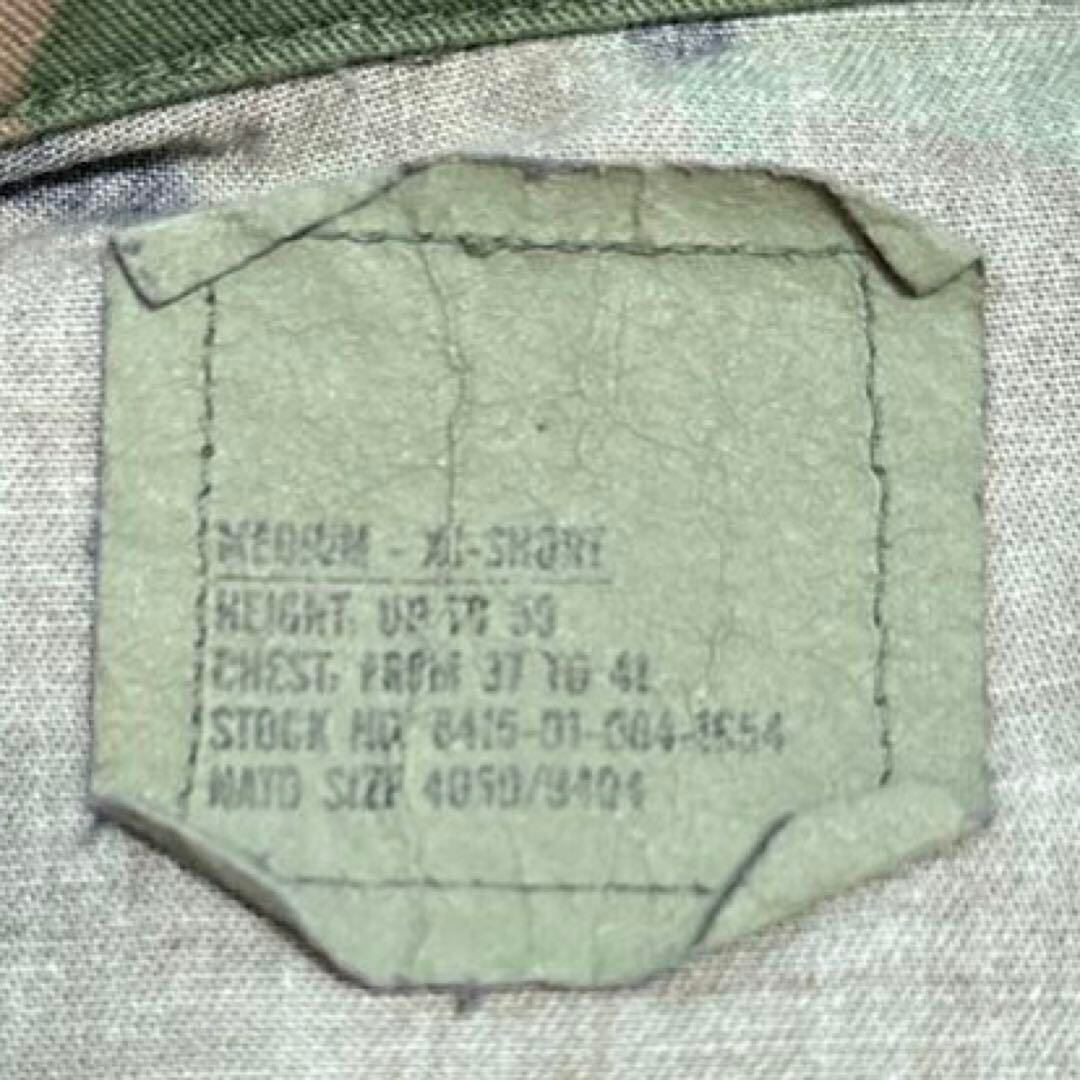 MEDIUM - XX-SHORT
HEIGHT: UP TO 59
CHEST: FROM 37 TO 41
STOCK NO. 8415-01-084-1654
NATO SIZE 4050/9404